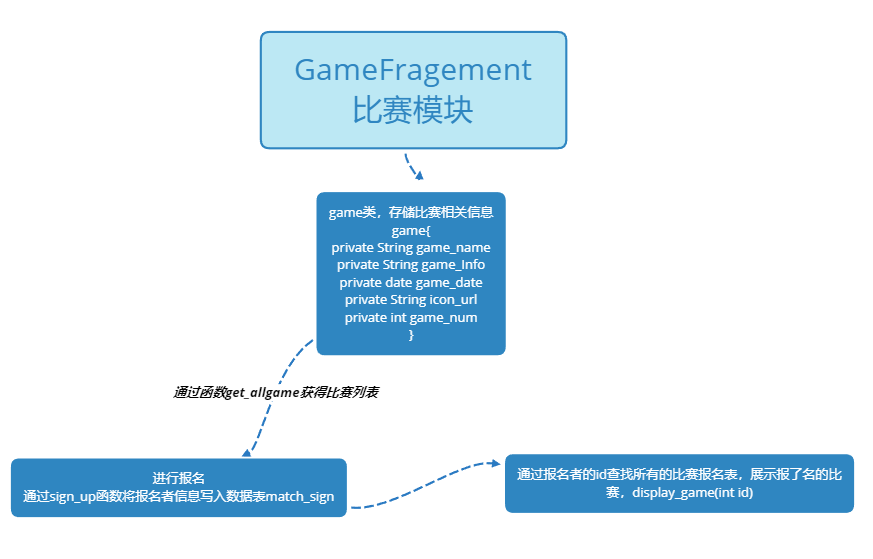 GameFragement
比赛模块
game类，存储比赛相关信息
game{
private String game_name
private String game_Info
private date game_date
private String icon_url
private int game_num
}
通过函数get_allgame获得比赛列表
进行报名
通过sign_up函数将报名者信息写入数据表match_sign
通过报名者的id查找所有的比赛报名表，展示报了名的比
赛，display_game(int id)